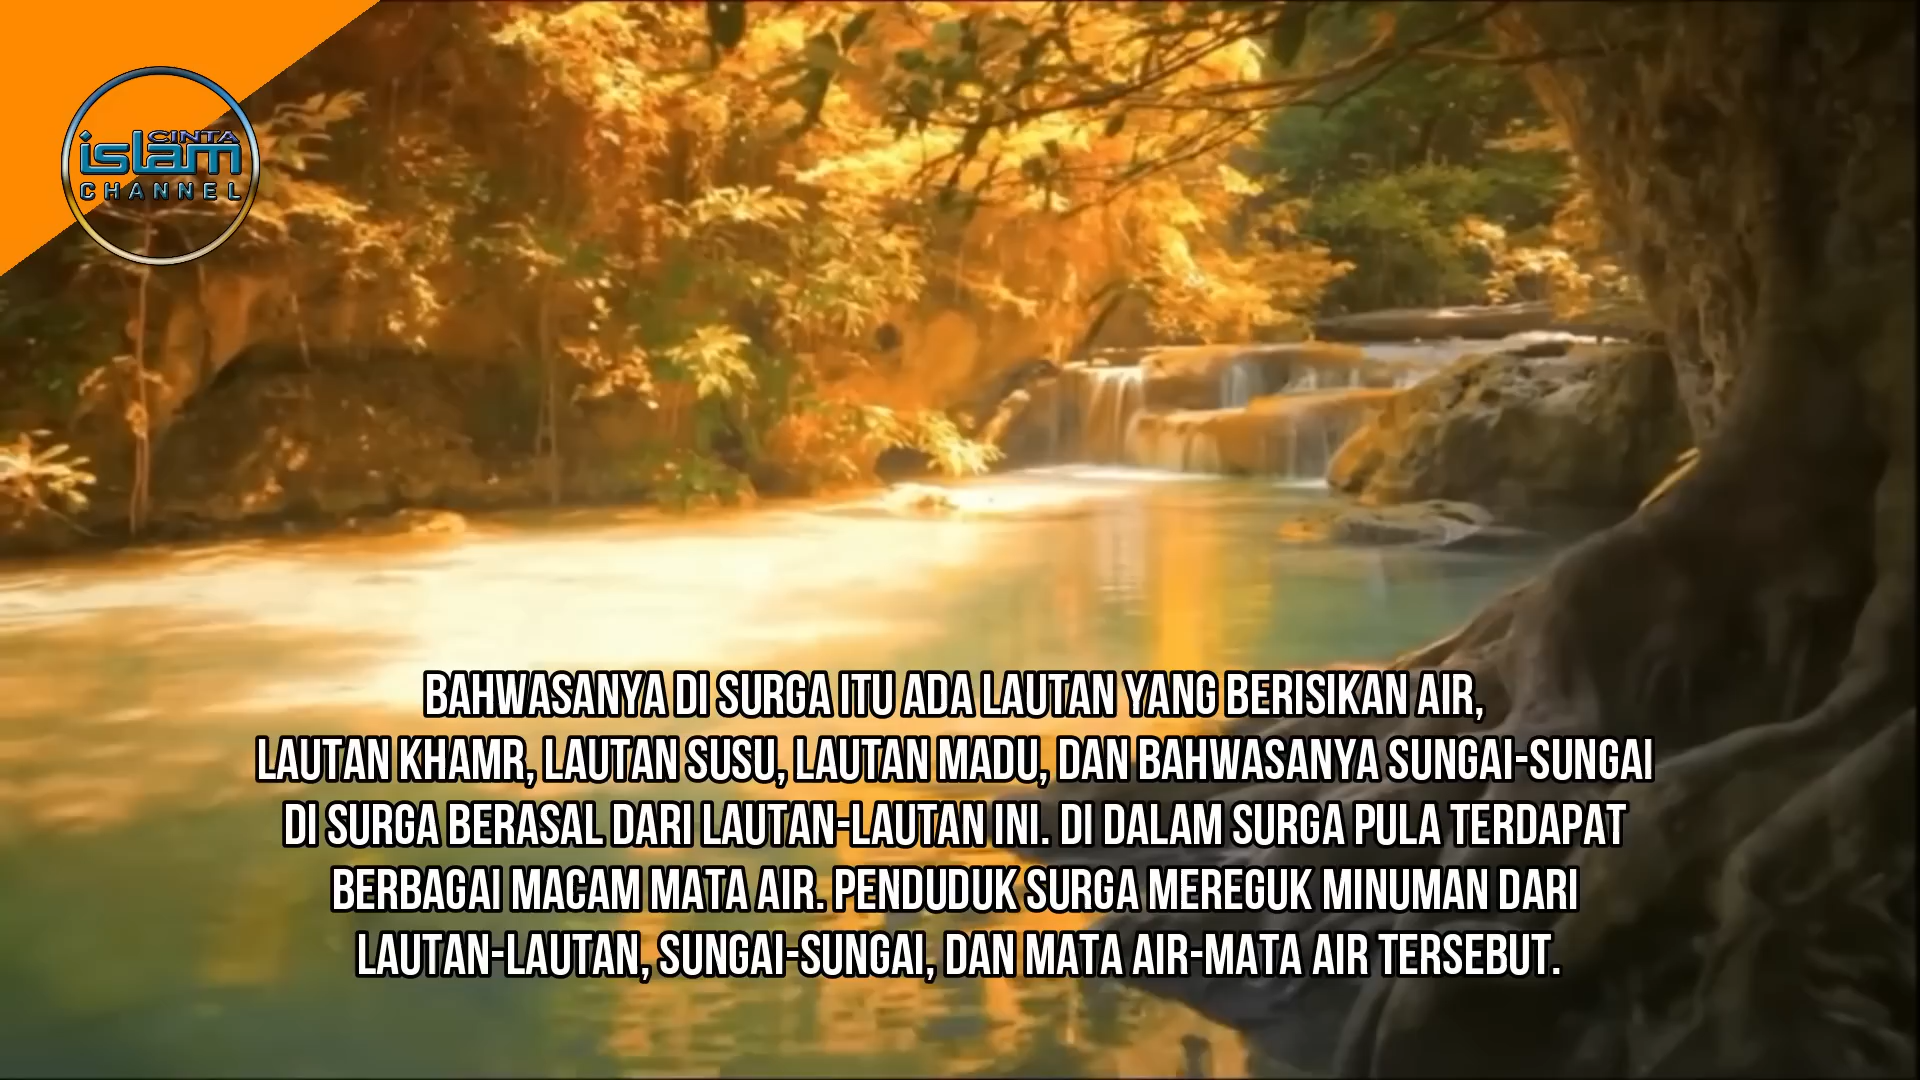 CINTA
islam
CHANNEL
BAHWASANYA DI SURGA ITU ADA LAUTAN YANG BERISIKAN AIR,
LAUTAN KHAMR, LAUTAN SUSU, LAUTAN MADU, DAN BAHWASANYA SUNGAI-SUNGAI
DI SURGA BERASAL DARI LAUTAN-LAUTAN INI. DI DALAM SURGA PULA TERDAPAT
BERBAGAI MACAM MATA AIR. PENDUDUK SURGA MEREGUK MINUMAN DARI
LAUTAN-LAUTAN, SUNGAI-SUNGAI, DAN MATA AIR-MATA AIR TERSEBUT.